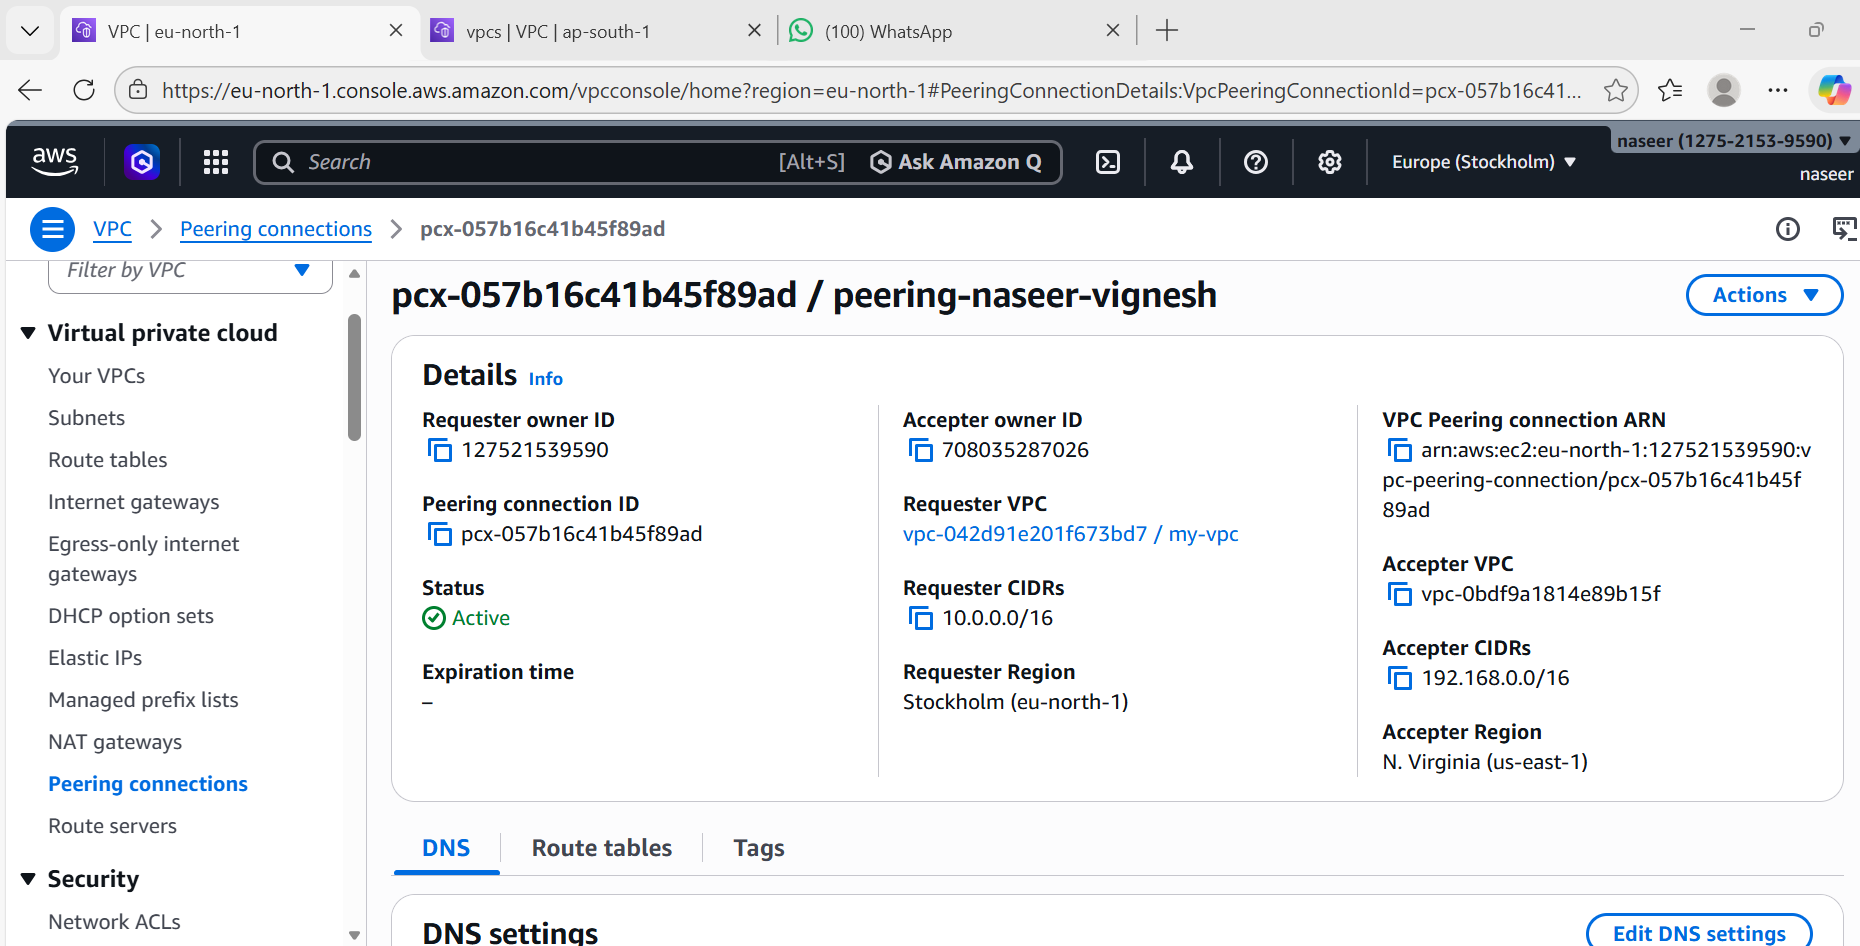 VPC | eu-north-1
vpcs | VPC | ap-south-1
(100) WhatsApp
https://eu-north-1.console.aws.amazon.com/vpcconsole/home?region=eu-north-1#PeeringConnectionDetails:VpcPeeringConnectionId=pcx-057b16c41...
aws
Search
[Alt+S]
Ask Amazon Q
Europe (Stockholm)
naseer (1275-2153-9590)
naseer
VPC
Peering connections
pcx-057b16c41b45f89ad
Filter by VPC
Virtual private cloud
Your VPCs
Subnets
Route tables
Internet gateways
Egress-only internet
gateways
DHCP option sets
Elastic IPs
Managed prefix lists
NAT gateways
Peering connections
Route servers
Security
Network ACLs
pcx-057b16c41b45f89ad / peering-naseer-vignesh
Actions
Details Info
Requester owner ID
127521539590
Peering connection ID
pcx-057b16c41b45f89ad
Status
Active
Expiration time
–
Accepter owner ID
708035287026
Requester VPC
vpc-042d91e201f673bd7 / my-vpc
Requester CIDRs
10.0.0.0/16
Requester Region
Stockholm (eu-north-1)
VPC Peering connection ARN
arn:aws:ec2:eu-north-1:127521539590:v
pc-peering-connection/pcx-057b16c41b45f
89ad
Accepter VPC
vpc-0bdf9a1814e89b15f
Accepter CIDRs
192.168.0.0/16
Accepter Region
N. Virginia (us-east-1)
DNS
Route tables
Tags
DNS settings
Edit DNS settings